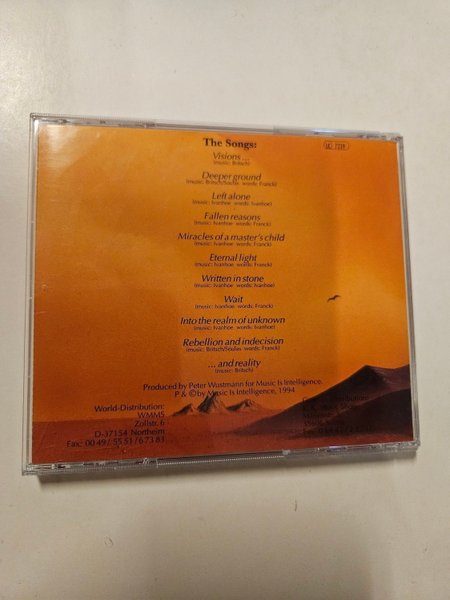 The Songs:
LC 7239
Visions ...
(music: Britsch)
Deeper ground
(music: Britsch/Soulas words: Franck)
Left alone
(music: Ivanhoe words: Ivanhoe)
Fallen reasons
(music: Ivanhoe words: Franck)
Miracles of a master's child
(music: Ivanhoe words: Franck)
Eternal light
(music: Ivanhoe words: Franck)
Written in stone
(music: Ivanhoe words: Ivanhoe)
Wait
(music: Ivanhoe words: Franck)
Into the realm of unknown
(music: Ivanhoe words: Ivanhoe)
Rebellion and indecision
(music: Britsch/Soulas words: Franck)
... and reality
(music: Britsch)
Produced by Peter Wustmann for Music Is Intelligence.
P & © by Music Is Intelligence, 1994
World-Distribution:
WMMS
Zollstr. 6
D-37154 Northeim
Fax: 00 49/ 55 51/ 6 73 83